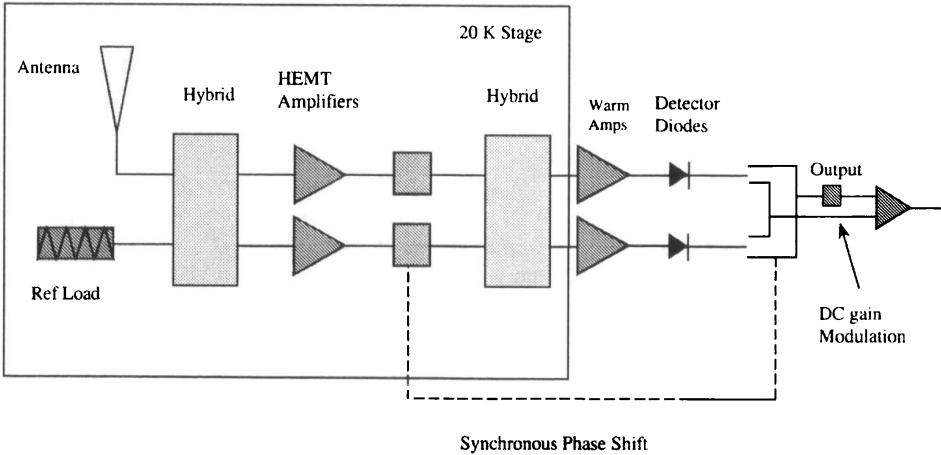 20 K Stage
Antenna
HEMT
Amplifiers
Hybrid
Hybrid
Warm
Amps
Detector
Diodes
Output
Ref Load
DC gain
Modulation
Synchronous Phase Shift